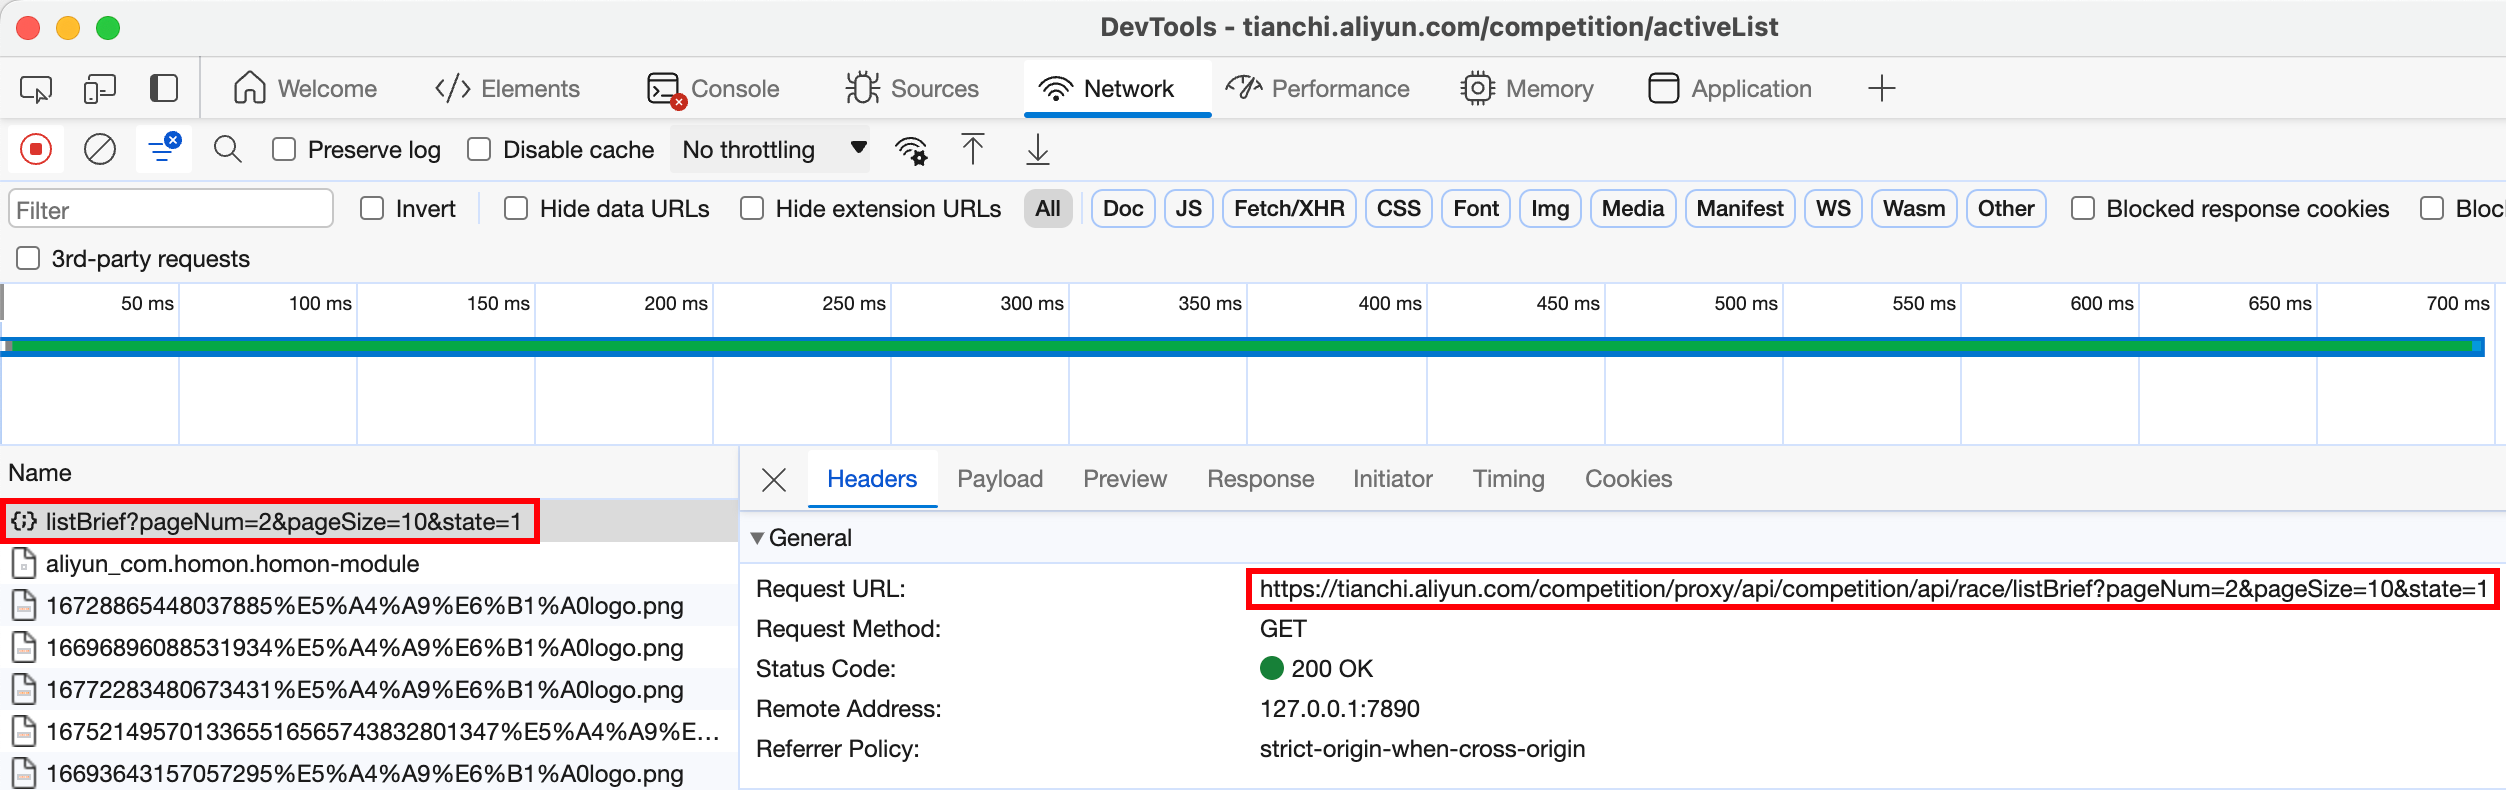 DevTools - tianchi.aliyun.com/competition/activeList
Welcome Elements Console Sources Network Performance Memory Application
Preserve log Disable cache No throttling
Filter Invert Hide data URLs Hide extension URLs All Doc JS Fetch/XHR CSS Font Img Media Manifest WS Wasm Other Blocked response cookies Bloc
3rd-party requests
50 ms 100 ms 150 ms 200 ms 250 ms 300 ms 350 ms 400 ms 450 ms 500 ms 550 ms 600 ms 650 ms 700 ms
Name
listBrief?pageNum=2&pageSize=10&state=1
aliyun_com.homon.homon-module
16728865448037885%E5%A4%A9%E6%B1%A0logo.png
16696896088531934%E5%A4%A9%E6%B1%A0logo.png
16772283480673431%E5%A4%A9%E6%B1%A0logo.png
1675214957013365516565743832801347%E5%A4%A9%E…
16693643157057295%E5%A4%A9%E6%B1%A0logo.png
Headers Payload Preview Response Initiator Timing Cookies
General
Request URL: https://tianchi.aliyun.com/competition/proxy/api/competition/api/race/listBrief?pageNum=2&pageSize=10&state=1
Request Method: GET
Status Code: 200 OK
Remote Address: 127.0.0.1:7890
Referrer Policy: strict-origin-when-cross-origin